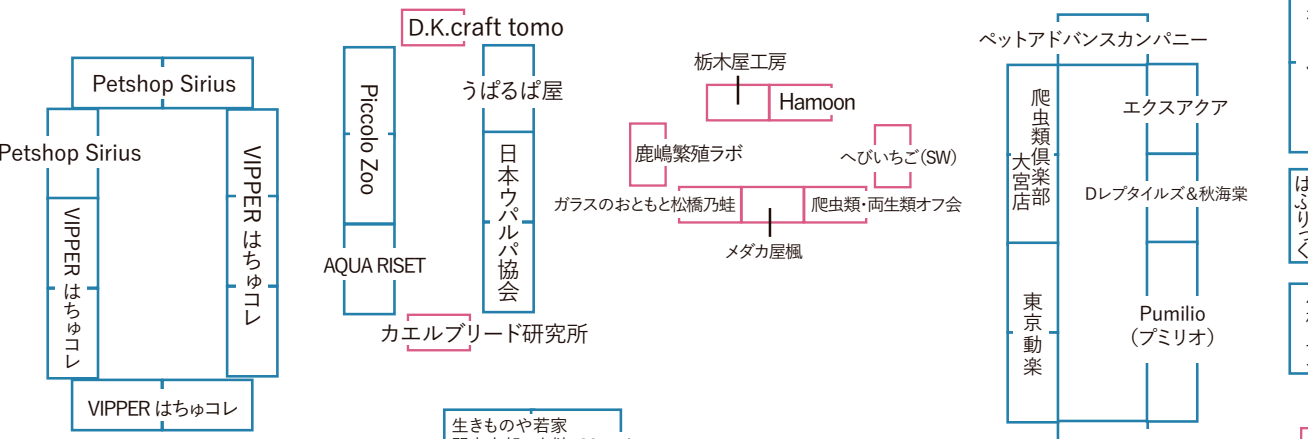 D.K.craft tomo
ペットアドバンスカンパニー
Petshop Sirius
Piccolo Zoo
うぱるぱ屋
栃木屋工房
Hamoon
爬虫類倶楽部
大宮店
エクスアクア
Petshop Sirius
VIPPER はちゅコレ
日本ウパルパ協会
鹿嶋繁殖ラボ
へびいちご(SW)
Dレプタイルズ&秋海棠
はぶりっく
VIPPER はちゅコレ
ガラスのおともと松橋乃蛙
爬虫類・両生類オフ会
メダカ屋楓
AQUA RISET
東京動楽
Pumilio
(プミリオ)
カエルブリード研究所
VIPPER はちゅコレ
生きものや若家